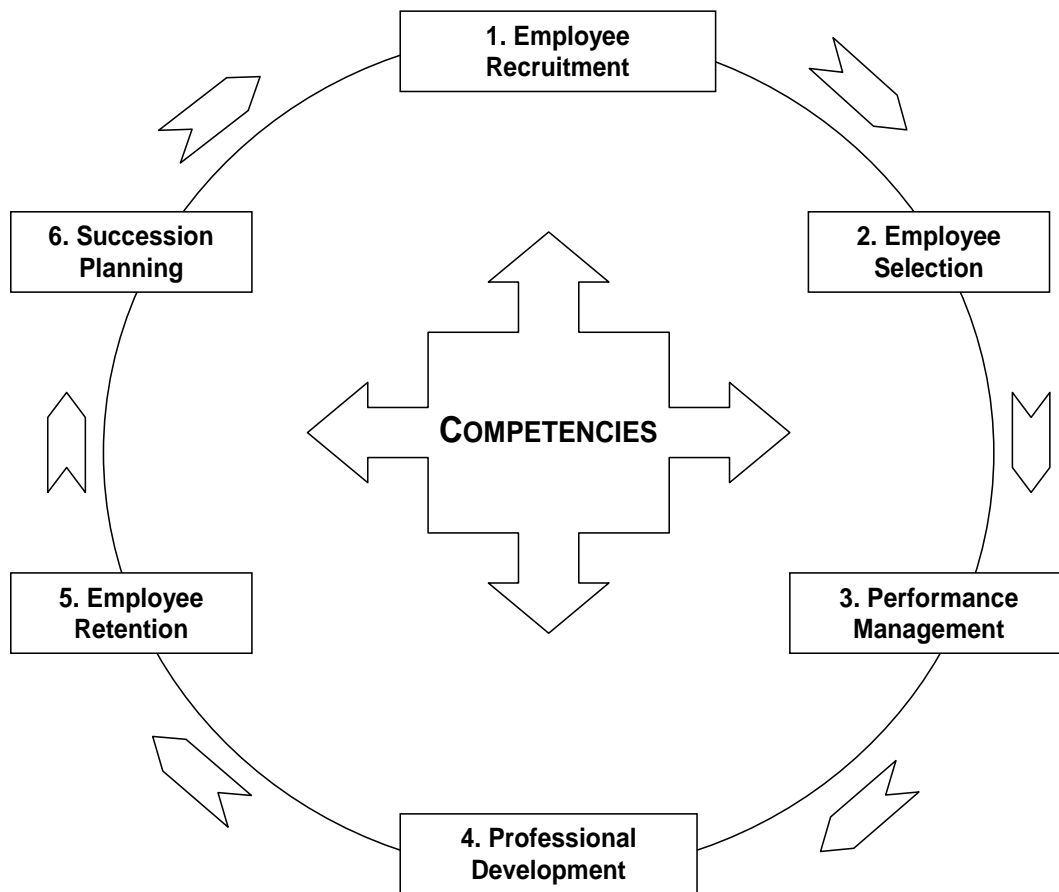 1. Employee
Recruitment
2. Employee
Selection
3. Performance
Management
4. Professional
Development
5. Employee
Retention
6. Succession
Planning
COMPETENCIES